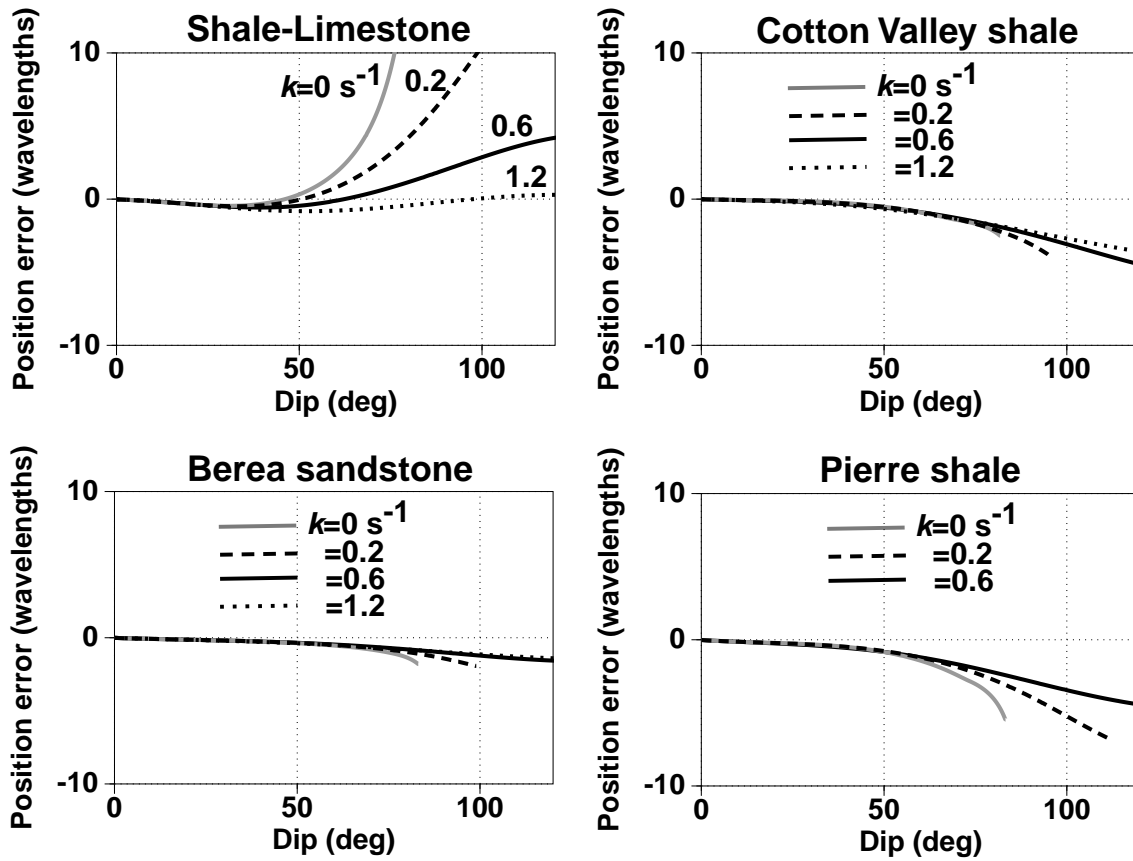 Shale-Limestone
10
0
-10
Position error (wavelengths)
k=0 s-1
0.2
0.6
1.2
0 50 100
Dip (deg)
Cotton Valley shale
10
0
-10
Position error (wavelengths)
k=0 s-1
=0.2
=0.6
=1.2
0 50 100
Dip (deg)
Berea sandstone
10
0
-10
Position error (wavelengths)
k=0 s-1
=0.2
=0.6
=1.2
0 50 100
Dip (deg)
Pierre shale
10
0
-10
Position error (wavelengths)
k=0 s-1
=0.2
=0.6
0 50 100
Dip (deg)